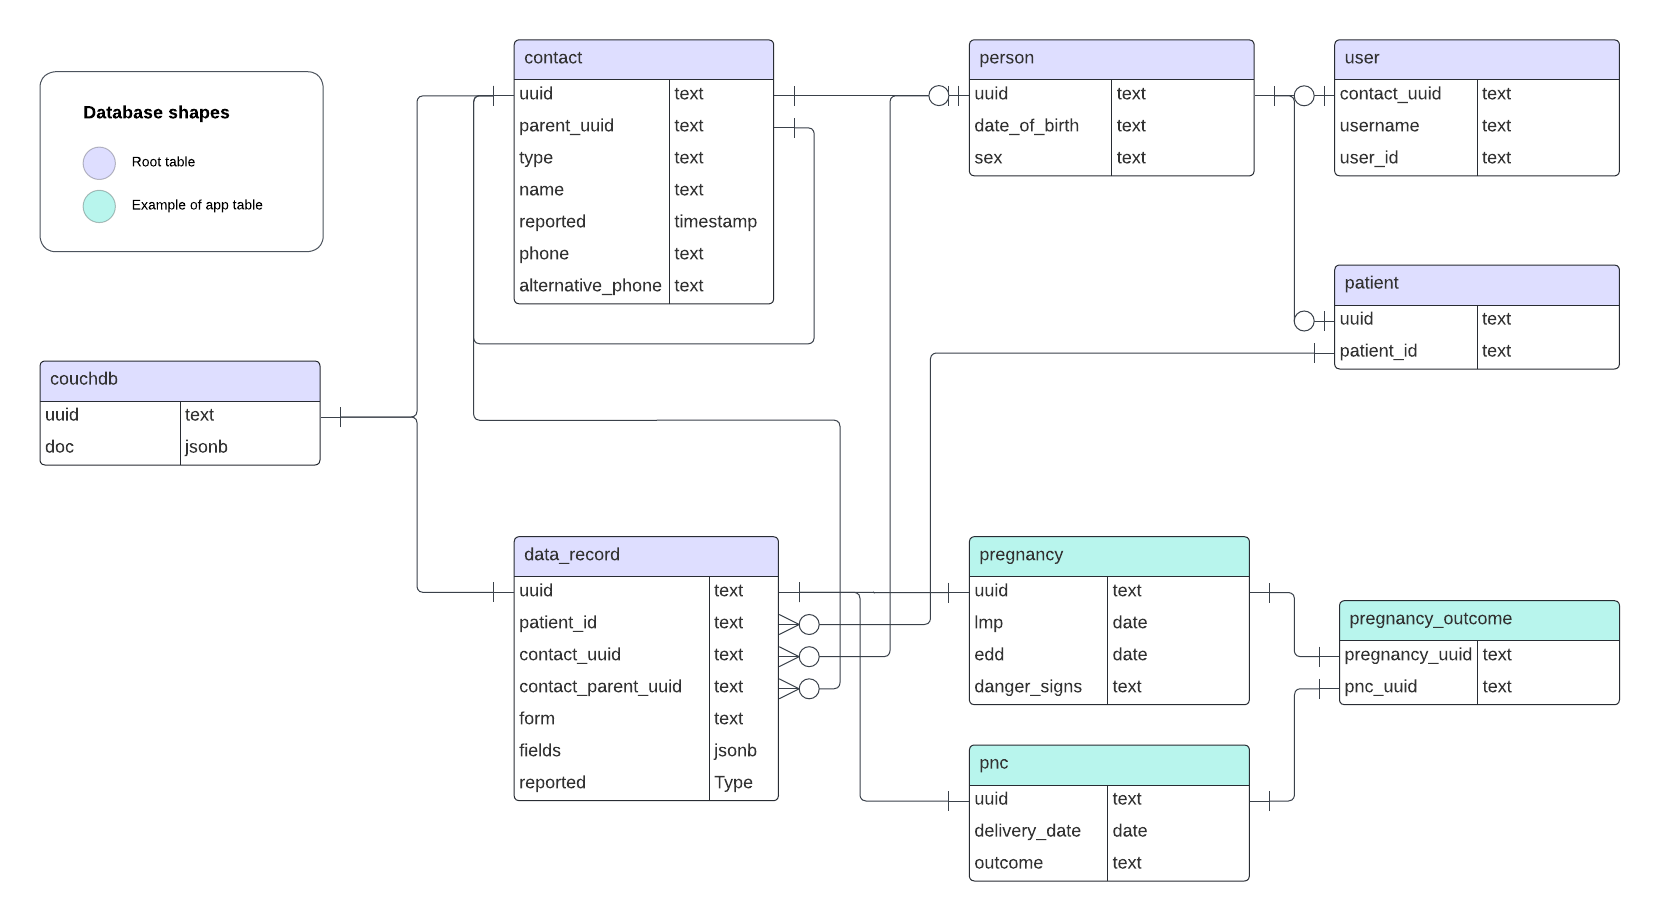 Database shapes
Root table
Example of app table
contact
uuid text
parent_uuid text
type text
name text
reported timestamp
phone text
alternative_phone text
person
uuid text
date_of_birth text
sex text
user
contact_uuid text
username text
user_id text
patient
uuid text
patient_id text
couchdb
uuid text
doc jsonb
data_record
uuid text
patient_id text
contact_uuid text
contact_parent_uuid text
form text
fields jsonb
reported Type
pregnancy
uuid text
lmp date
edd date
danger_signs text
pregnancy_outcome
pregnancy_uuid text
pnc_uuid text
pnc
uuid text
delivery_date date
outcome text